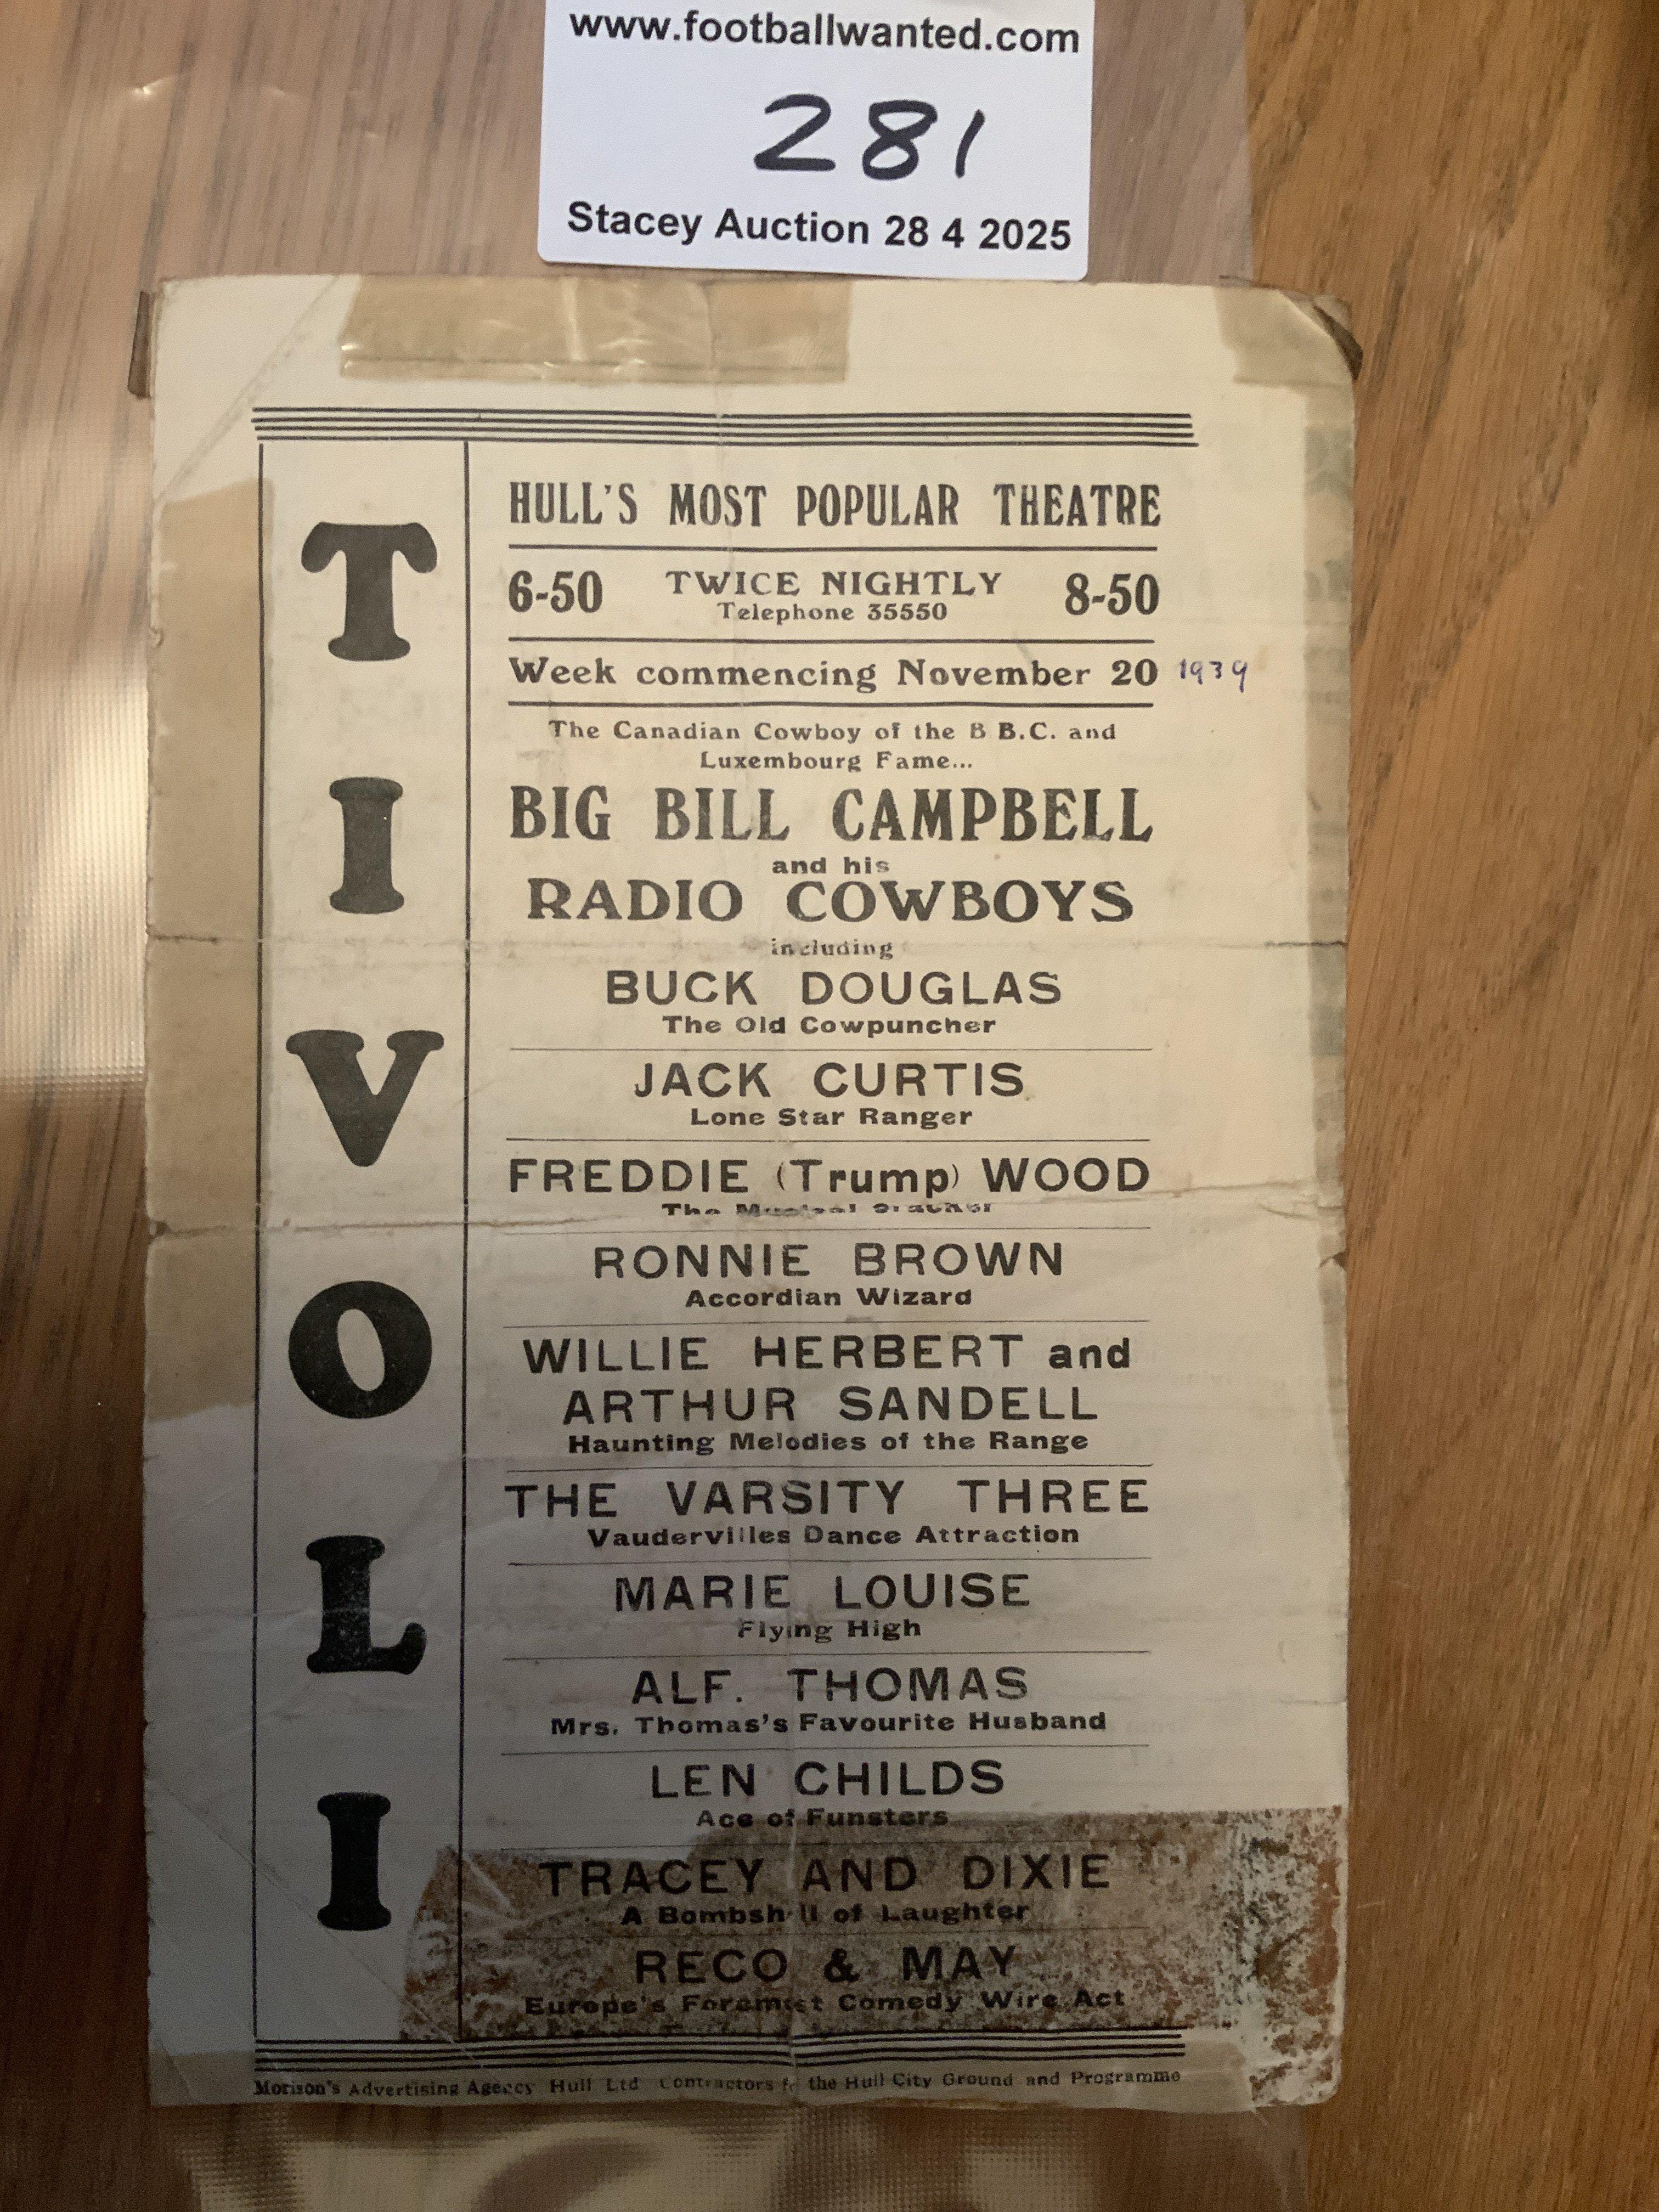 www.footballwanted.com
281
Stacey Auction 28 4 2025
TIVOLI
HULL'S MOST POPULAR THEATRE
6-50 TWICE NIGHTLY 8-50
Telephone 35550
Week commencing November 20 1939
The Canadian Cowboy of the B B.C. and
Luxembourg Fame...
BIG BILL CAMPBELL
and his
RADIO COWBOYS
including
BUCK DOUGLAS
The Old Cowpuncher
JACK CURTIS
Lone Star Ranger
FREDDIE (Trump) WOOD
The Musical
RONNIE BROWN
Accordian Wizard
WILLIE HERBERT and
ARTHUR SANDELL
Haunting Melodies of the Range
THE VARSITY THREE
Vaudervilles Dance Attraction
MARIE LOUISE
Flying High
ALF. THOMAS
Mrs. Thomas's Favourite Husband
LEN CHILDS
Ace of Funsters
TRACEY AND DIXIE
A Bombshell of Laughter
RECO & MAY
Europe's Foremost Comedy Wire Act
Morison's Advertising Agency Hull Ltd Contractors for the Hull City Ground and Programme